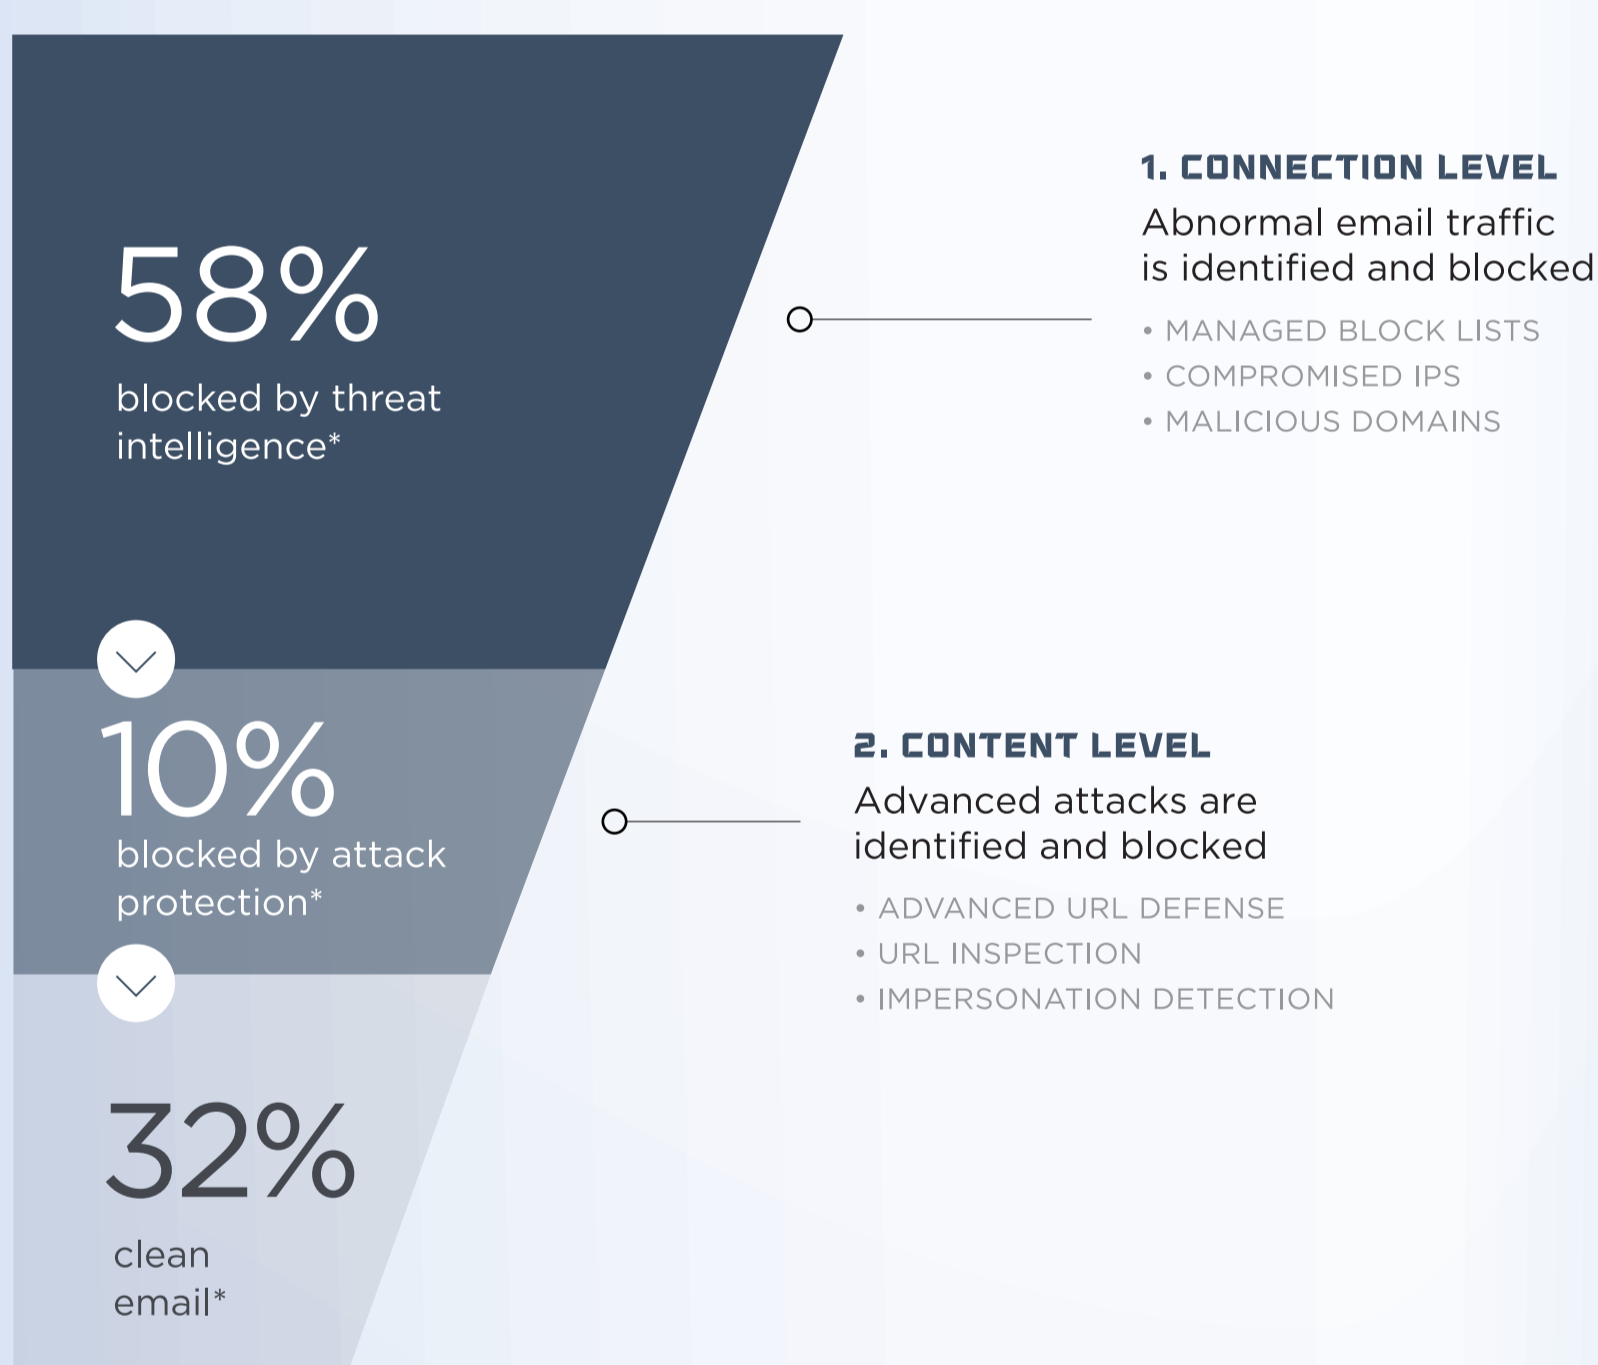 58%
blocked by threat
intelligence*
1. CONNECTION LEVEL
Abnormal email traffic
is identified and blocked
• MANAGED BLOCK LISTS
• COMPROMISED IPS
• MALICIOUS DOMAINS
10%
blocked by attack
protection*
2. CONTENT LEVEL
Advanced attacks are
identified and blocked
• ADVANCED URL DEFENSE
• URL INSPECTION
• IMPERSONATION DETECTION
32%
clean
email*